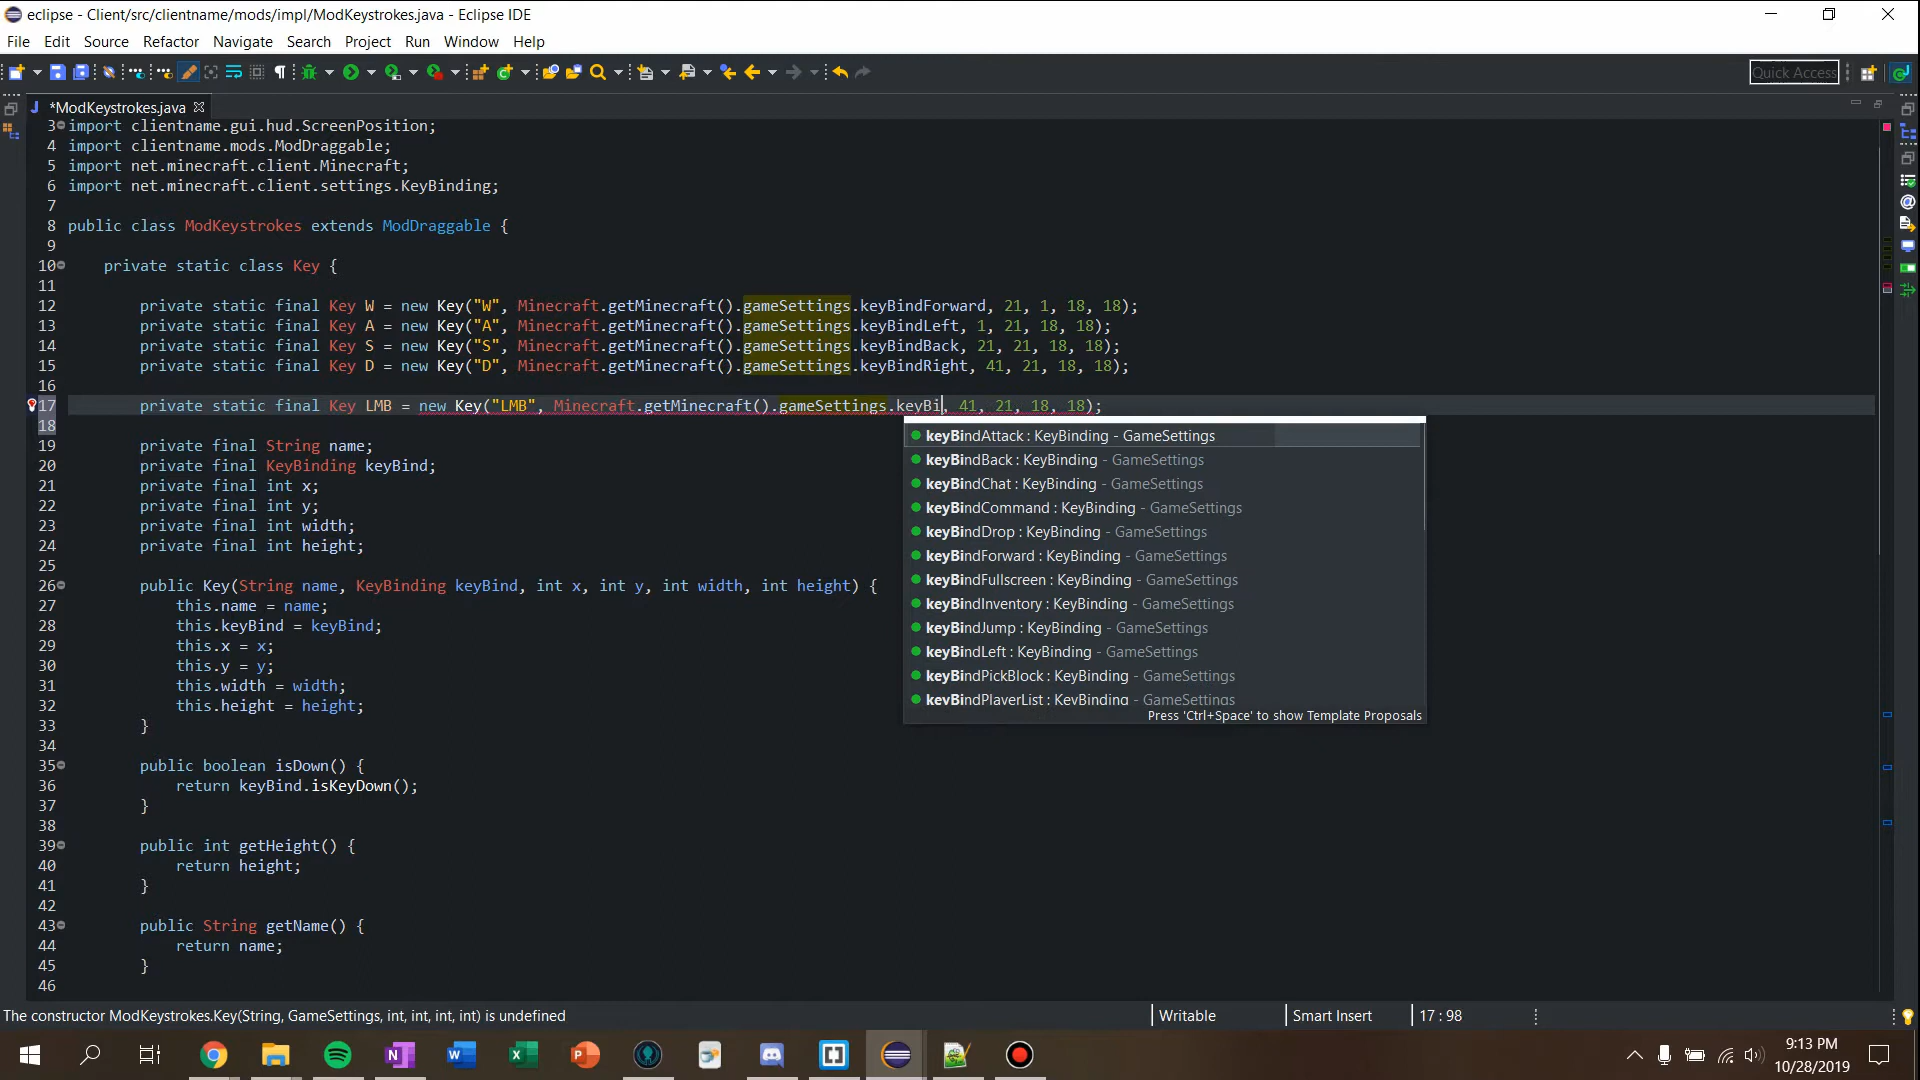 eclipse - Client/src/clientname/mods/impl/ModKeystrokes.java - Eclipse IDE
File Edit Source Refactor Navigate Search Project Run Window Help
Quick Access
*ModKeystrokes.java
3 import clientname.gui.hud.ScreenPosition;
4 import clientname.mods.ModDraggable;
5 import net.minecraft.client.Minecraft;
6 import net.minecraft.client.settings.KeyBinding;
7
8 public class ModKeystrokes extends ModDraggable {
9
10 private static class Key {
11
12 private static final Key W = new Key("W", Minecraft.getMinecraft().gameSettings.keyBindForward, 21, 1, 18, 18);
13 private static final Key A = new Key("A", Minecraft.getMinecraft().gameSettings.keyBindLeft, 1, 21, 18, 18);
14 private static final Key S = new Key("S", Minecraft.getMinecraft().gameSettings.keyBindBack, 21, 21, 18, 18);
15 private static final Key D = new Key("D", Minecraft.getMinecraft().gameSettings.keyBindRight, 41, 21, 18, 18);
16
17 private static final Key LMB = new Key("LMB", Minecraft.getMinecraft().gameSettings.keyBi, 41, 21, 18, 18);
18
keyBindAttack : KeyBinding - GameSettings
keyBindBack : KeyBinding - GameSettings
keyBindChat : KeyBinding - GameSettings
keyBindCommand : KeyBinding - GameSettings
keyBindDrop : KeyBinding - GameSettings
keyBindForward : KeyBinding - GameSettings
keyBindFullscreen : KeyBinding - GameSettings
keyBindInventory : KeyBinding - GameSettings
keyBindJump : KeyBinding - GameSettings
keyBindLeft : KeyBinding - GameSettings
keyBindPickBlock : KeyBinding - GameSettings
keyBindPlayerList : KeyBinding - GameSettings
Press 'Ctrl+Space' to show Template Proposals
19 private final String name;
20 private final KeyBinding keyBind;
21 private final int x;
22 private final int y;
23 private final int width;
24 private final int height;
25
26 public Key(String name, KeyBinding keyBind, int x, int y, int width, int height) {
27 this.name = name;
28 this.keyBind = keyBind;
29 this.x = x;
30 this.y = y;
31 this.width = width;
32 this.height = height;
33 }
34
35 public boolean isDown() {
36 return keyBind.isKeyDown();
37 }
38
39 public int getHeight() {
40 return height;
41 }
42
43 public String getName() {
44 return name;
45 }
46
The constructor ModKeystrokes.Key(String, GameSettings, int, int, int, int) is undefined
Writable
Smart Insert
17 : 98
9:13 PM
10/28/2019